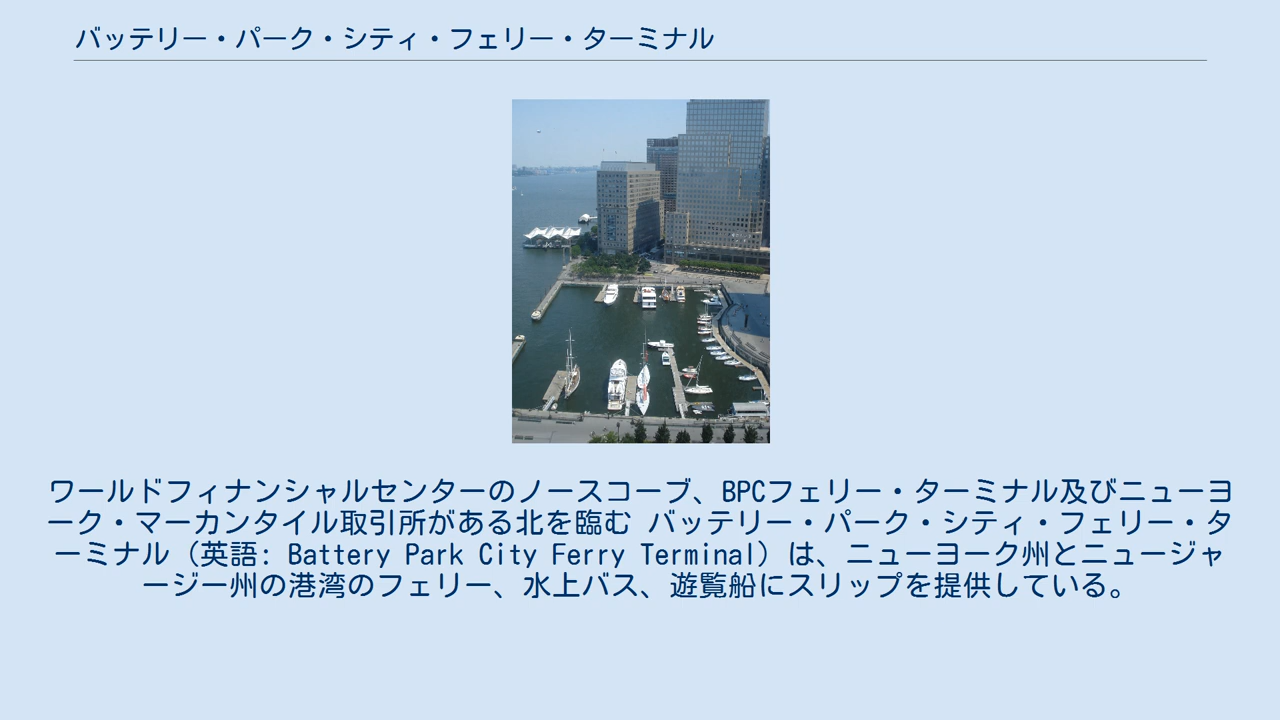 バッテリー・パーク・シティ・フェリー・ターミナル
ワールドフィナンシャルセンターのノースコーブ、BPCフェリー・ターミナル及びニューヨ
ーク・マーカンタイル取引所がある北を臨む バッテリー・パーク・シティ・フェリー・タ
ーミナル（英語: Battery Park City Ferry Terminal）は、ニューヨーク州とニュージャ
ージー州の港湾のフェリー、水上バス、遊覧船にスリップを提供している。